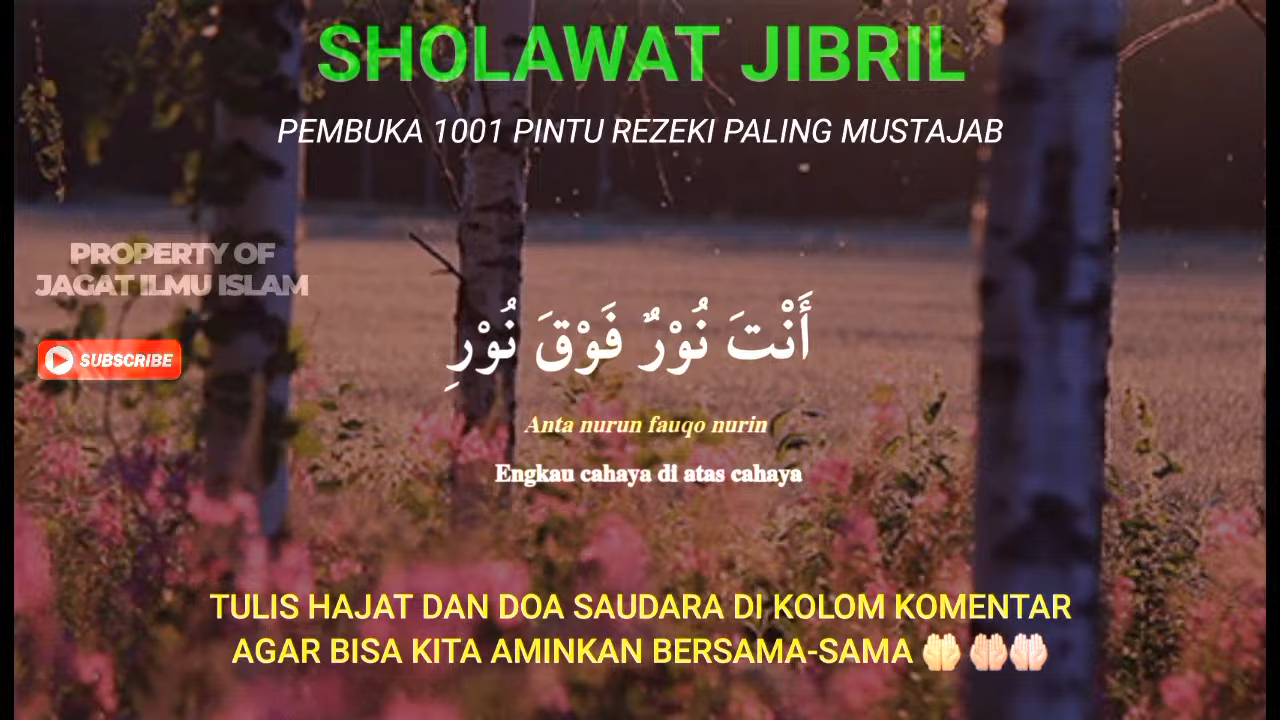 SHOLAWAT JIBRIL
PEMBUKA 1001 PINTU REZEKI PALING MUSTAJAB
PROPERTY OF
JAGAT ILMU ISLAM
SUBSCRIBE
أَنْتَ نُوْرٌ فَوْقَ نُوْرِ
Anta nurun fauqo nurin
Engkau cahaya di atas cahaya
TULIS HAJAT DAN DOA SAUDARA DI KOLOM KOMENTAR
AGAR BISA KITA AMINKAN BERSAMA-SAMA 🤲🏻 🤲🏻🤲🏻